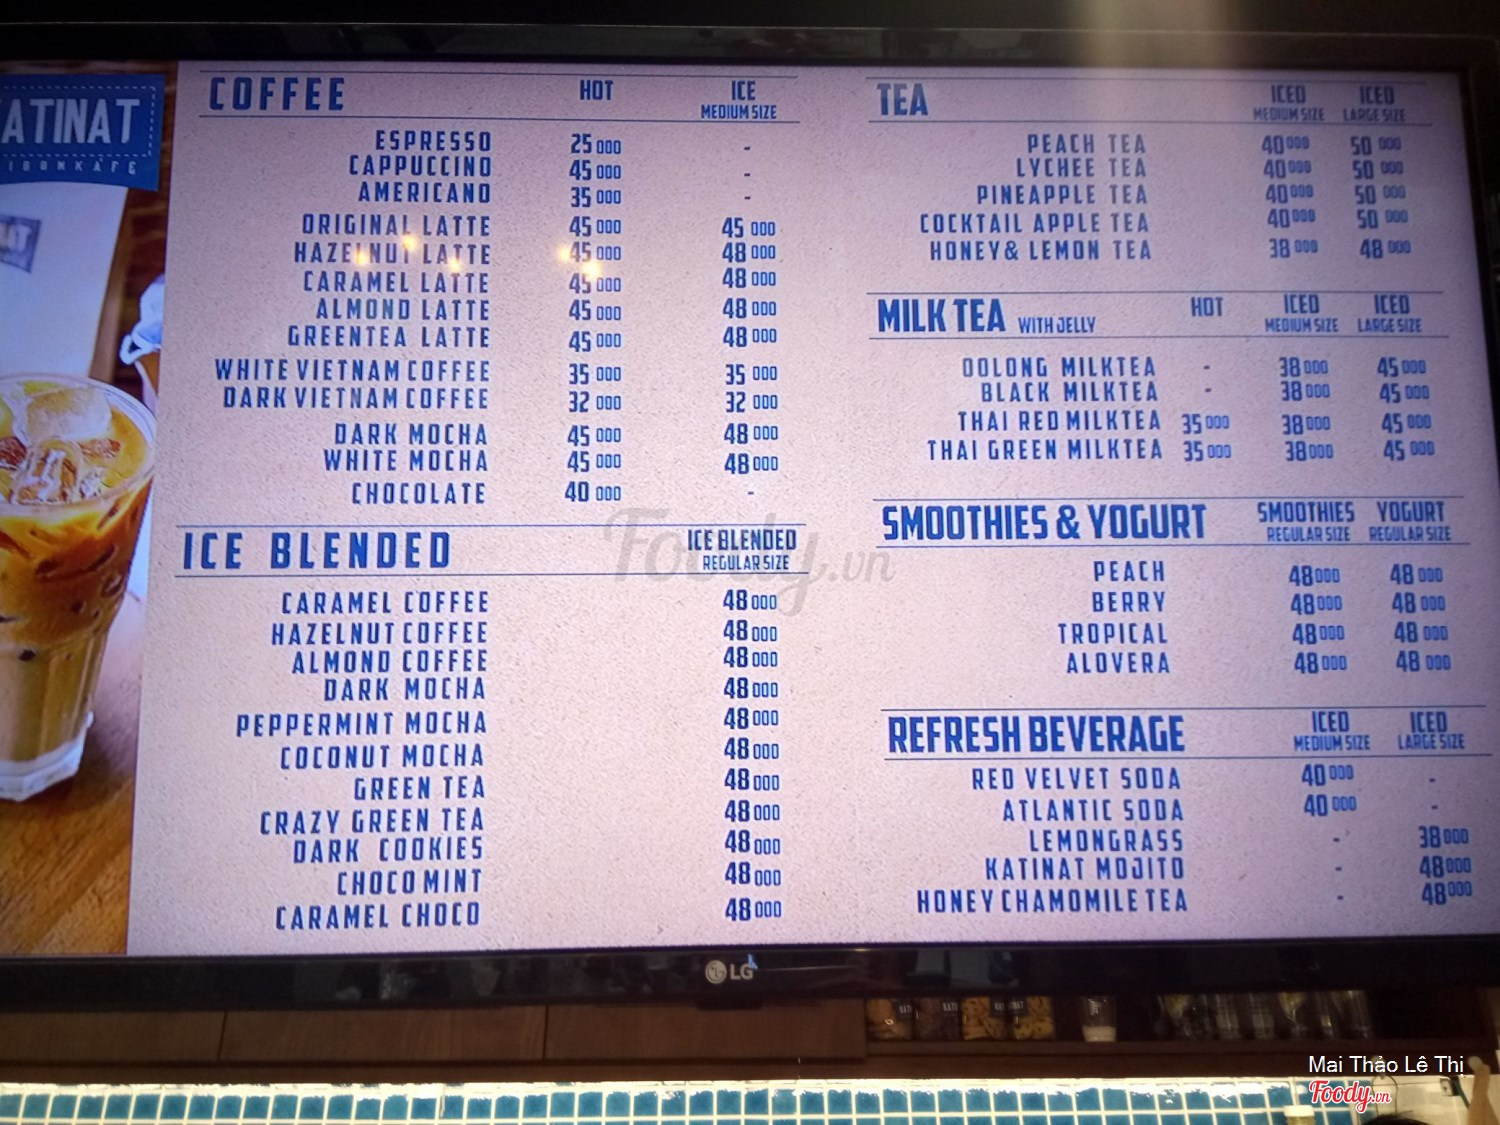 ATINAT
COFFEE HOT ICE
MEDIUM SIZE
ESPRESSO 25 000 -
CAPPUCCINO 45 000 -
AMERICANO 35 000 -
ORIGINAL LATTE 45 000 45 000
HAZELNUT LATTE 45 000 48 000
CARAMEL LATTE 45 000 48 000
ALMOND LATTE 45 000 48 000
GREENTEA LATTE 45 000 48 000
WHITE VIETNAM COFFEE 35 000 35 000
DARK VIETNAM COFFEE 32 000 32 000
DARK MOCHA 45 000 48 000
WHITE MOCHA 45 000 48 000
CHOCOLATE 40 000 -
ICE BLENDED ICE BLENDED
REGULAR SIZE
CARAMEL COFFEE 48 000
HAZELNUT COFFEE 48 000
ALMOND COFFEE 48 000
DARK MOCHA 48 000
PEPPERMINT MOCHA 48 000
COCONUT MOCHA 48 000
GREEN TEA 48 000
CRAZY GREEN TEA 48 000
DARK COOKIES 48 000
CHOCOMINT 48 000
CARAMEL CHOCO 48 000
TEA ICED ICED
MEDIUM SIZE LARGE SIZE
PEACH TEA 40 000 50 000
LYCHEE TEA 40 000 50 000
PINEAPPLE TEA 40 000 50 000
COCKTAIL APPLE TEA 40 000 50 000
HONEY & LEMON TEA 38 000 48 000
MILK TEA WITH JELLY HOT ICED ICED
MEDIUM SIZE LARGE SIZE
OOLONG MILKTEA - 38 000 45 000
BLACK MILKTEA - 38 000 45 000
THAI RED MILKTEA 35 000 38 000 45 000
THAI GREEN MILKTEA 35 000 38 000 45 000
SMOOTHIES & YOGURT SMOOTHIES YOGURT
REGULAR SIZE REGULAR SIZE
PEACH 48 000 48 000
BERRY 48 000 48 000
TROPICAL 48 000 48 000
ALOVERA 48 000 48 000
REFRESH BEVERAGE ICED ICED
MEDIUM SIZE LARGE SIZE
RED VELVET SODA 40 000 -
ATLANTIC SODA 40 000 -
LEMONGRASS - 38 000
KATINAT MOJITO - 48 000
HONEY CHAMOMILE TEA - 48 000
Foody.vn
LG
Mai Thảo Lê Thị
Foody.vn